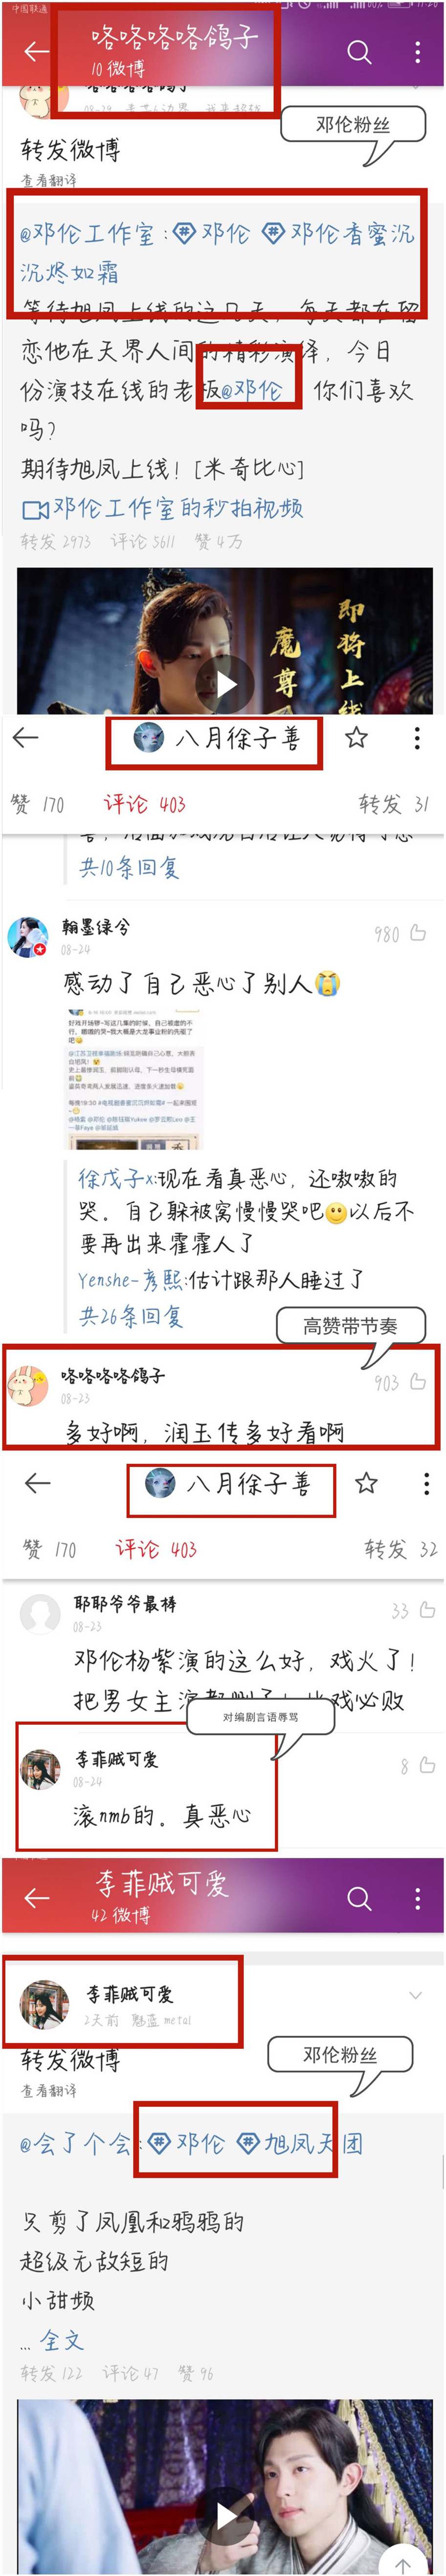 中国联通
咯咯咯咯鸽子
10 微博
邓伦粉丝
转发微博
查看翻译
@邓伦工作室:邓伦 邓伦香蜜沉
沉烬如霜
等待旭凤上线的这几天，每天都在留
恋他在天界人间的精彩演绎，今日
份演技在线的老板@邓伦 你们喜欢
吗？
期待旭凤上线！[米奇比心]
邓伦工作室的秒拍视频
转发 2973 评论 5611 赞 4万
即将上线
魔尊
八月徐子善
赞 170 评论 403 转发 31
共10条回复
翰墨绿兮
980
08-24
感动了自己恶心了别人😭
徐戊子x:现在看真恶心，还嗷嗷的
哭。自己躲被窝慢慢哭吧🙂以后不
要再出来霍霍人了
Yenshe-彦熙:估计跟那人睡过了
共26条回复
高赞带节奏
咯咯咯咯鸽子
903
08-23
多好啊，润玉传多好看啊
八月徐子善
赞 170 评论 403 转发 32
耶耶爷爷最棒
33
08-23
邓伦杨紫演的这么好，戏火了！
把男女主演都删了！此戏必败
对编剧言语辱骂
李菲贼可爱
8
08-24
滚nmb的。真恶心
李菲贼可爱
42 微博
李菲贼可爱
2天前 魅蓝 metal
邓伦粉丝
转发微博
查看翻译
@会了个会:邓伦 旭凤天团
只剪了凤凰和鸦鸦的
超级无敌短的
小甜频
... 全文
转发 122 评论 47 赞 96